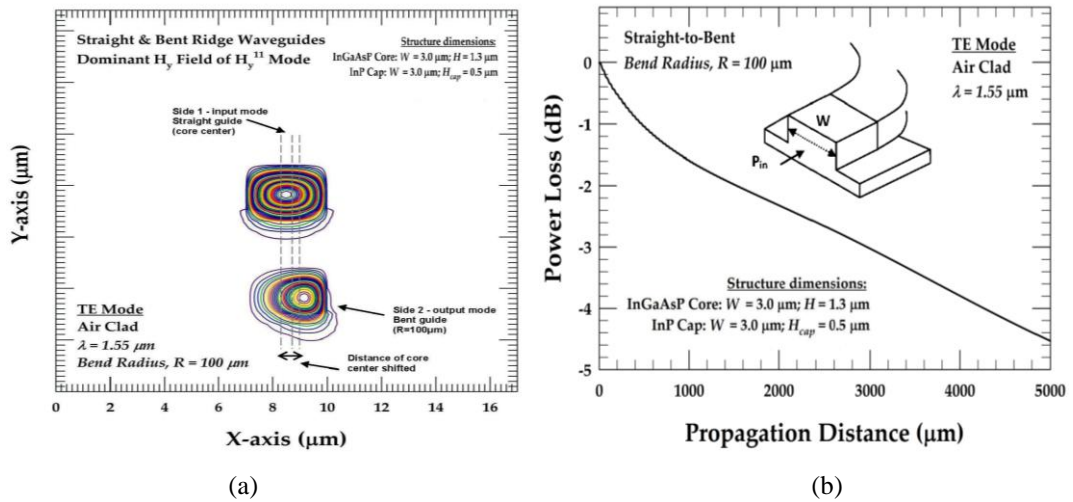 Straight & Bent Ridge Waveguides
Dominant Hy Field of Hy11 Mode
Structure dimensions:
InGaAsP Core: W = 3.0 μm; H = 1.3 μm
InP Cap: W = 3.0 μm; Hcap = 0.5 μm
Side 1 - input mode
Straight guide
(core center)
Y-axis (μm)
TE Mode
Air Clad
λ = 1.55 μm
Bend Radius, R = 100 μm
Side 2 - output mode
Bent guide
(R=100μm)
Distance of core
center shifted
0 2 4 6 8 10 12 14 16
X-axis (μm)
(a)
Straight-to-Bent
Bend Radius, R = 100 μm
TE Mode
Air Clad
λ = 1.55 μm
W
Pin
Power Loss (dB)
0
-1
-2
-3
-4
-5
Structure dimensions:
InGaAsP Core: W = 3.0 μm; H = 1.3 μm
InP Cap: W = 3.0 μm; Hcap = 0.5 μm
0 1000 2000 3000 4000 5000
Propagation Distance (μm)
(b)